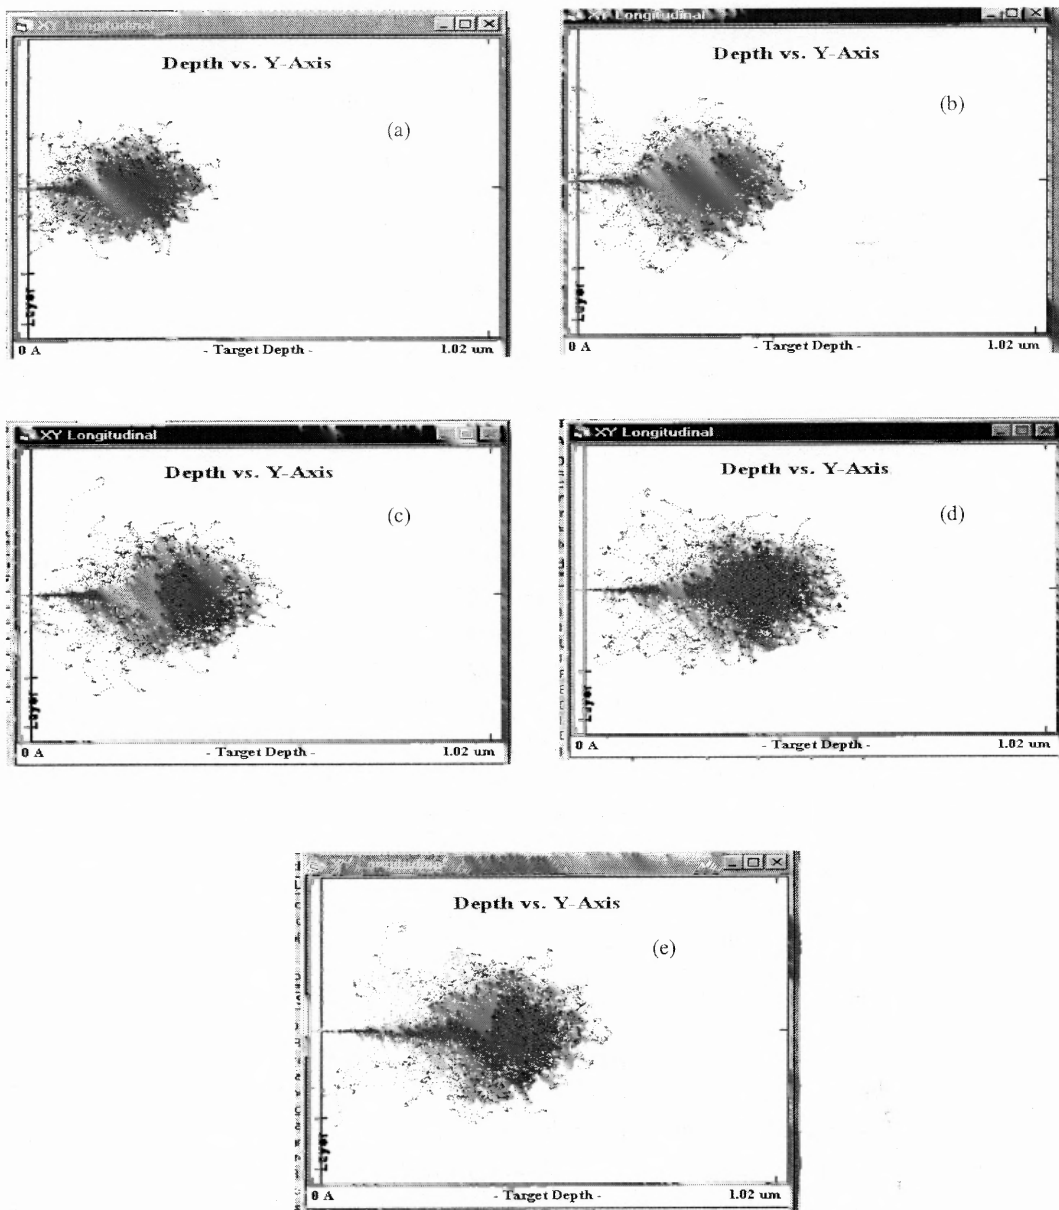 XY Longitudinal
Depth vs. Y-Axis
(a)
Layer
0 A - Target Depth - 1.02 um
XY Longitudinal
Depth vs. Y-Axis
(b)
Layer
0 A - Target Depth - 1.02 um
XY Longitudinal
Depth vs. Y-Axis
(c)
Layer
0 A - Target Depth - 1.02 um
XY Longitudinal
Depth vs. Y-Axis
(d)
Layer
0 A - Target Depth - 1.02 um
Depth vs. Y-Axis
(e)
Layer
0 A - Target Depth - 1.02 um